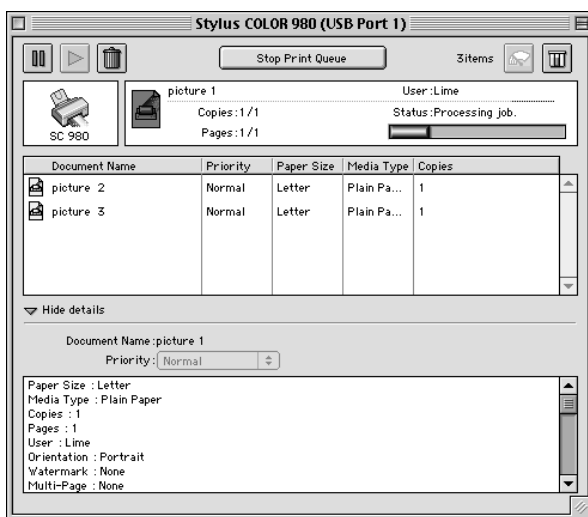 Stylus COLOR 980 (USB Port 1)
Stop Print Queue
3items
SC 980
picture 1
User :Lime
Copies :1/1
Status :Processing job.
Pages :1/1
Document Name Priority Paper Size Media Type Copies
picture 2 Normal Letter Plain Pa... 1
picture 3 Normal Letter Plain Pa... 1
Hide details
Document Name :picture 1
Priority : Normal
Paper Size : Letter
Media Type : Plain Paper
Copies : 1
Pages : 1
User : Lime
Orientation : Portrait
Watermark : None
Multi-Page : None